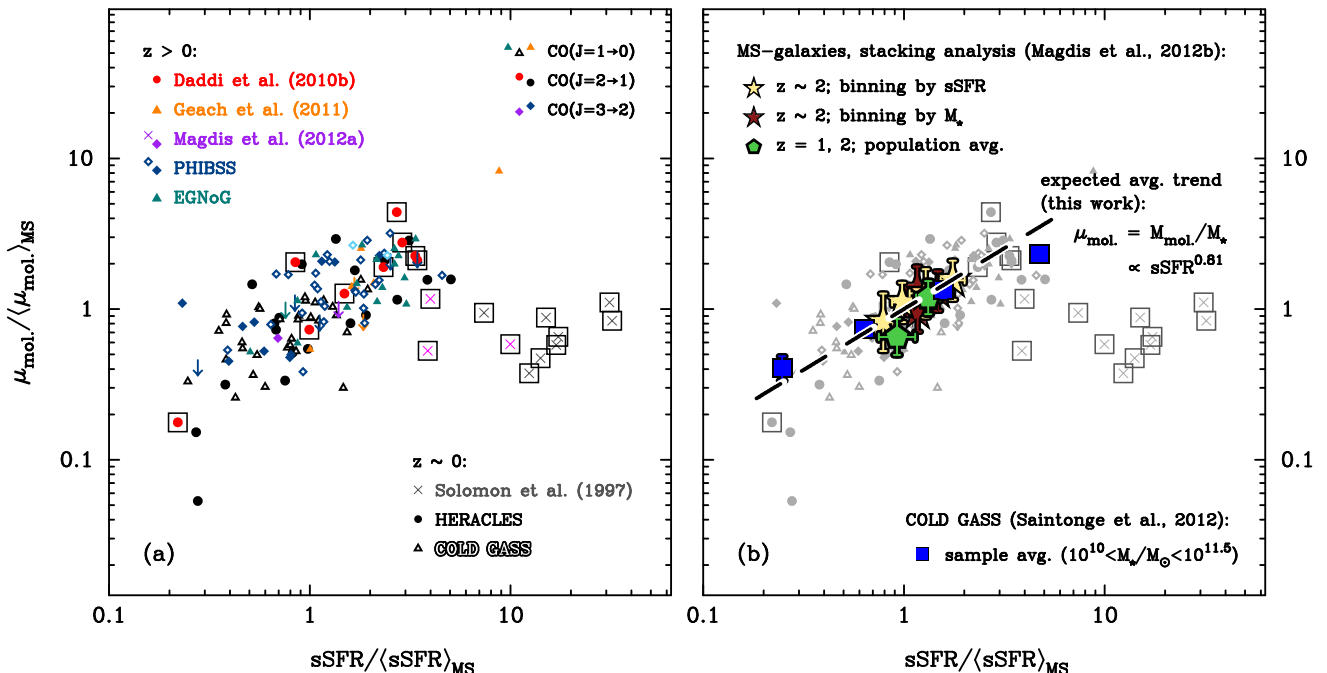 z > 0:
Daddi et al. (2010b)
Geach et al. (2011)
Magdis et al. (2012a)
PHIBSS
EGNoG
CO(J=1→0)
CO(J=2→1)
CO(J=3→2)
z ~ 0:
Solomon et al. (1997)
HERACLES
COLD GASS
(a)
10
1
0.1
μmol./⟨μmol.⟩MS
0.1
1
10
sSFR/⟨sSFR⟩MS
MS-galaxies, stacking analysis (Magdis et al., 2012b):
z ~ 2; binning by sSFR
z ~ 2; binning by M⋆
z = 1, 2; population avg.
expected avg. trend
(this work):
μmol. = Mmol./M⋆
∝ sSFR^0.81
COLD GASS (Saintonge et al., 2012):
sample avg. (10^10<M⋆/M⊙<10^11.5)
(b)
10
1
0.1
0.1
1
10
sSFR/⟨sSFR⟩MS